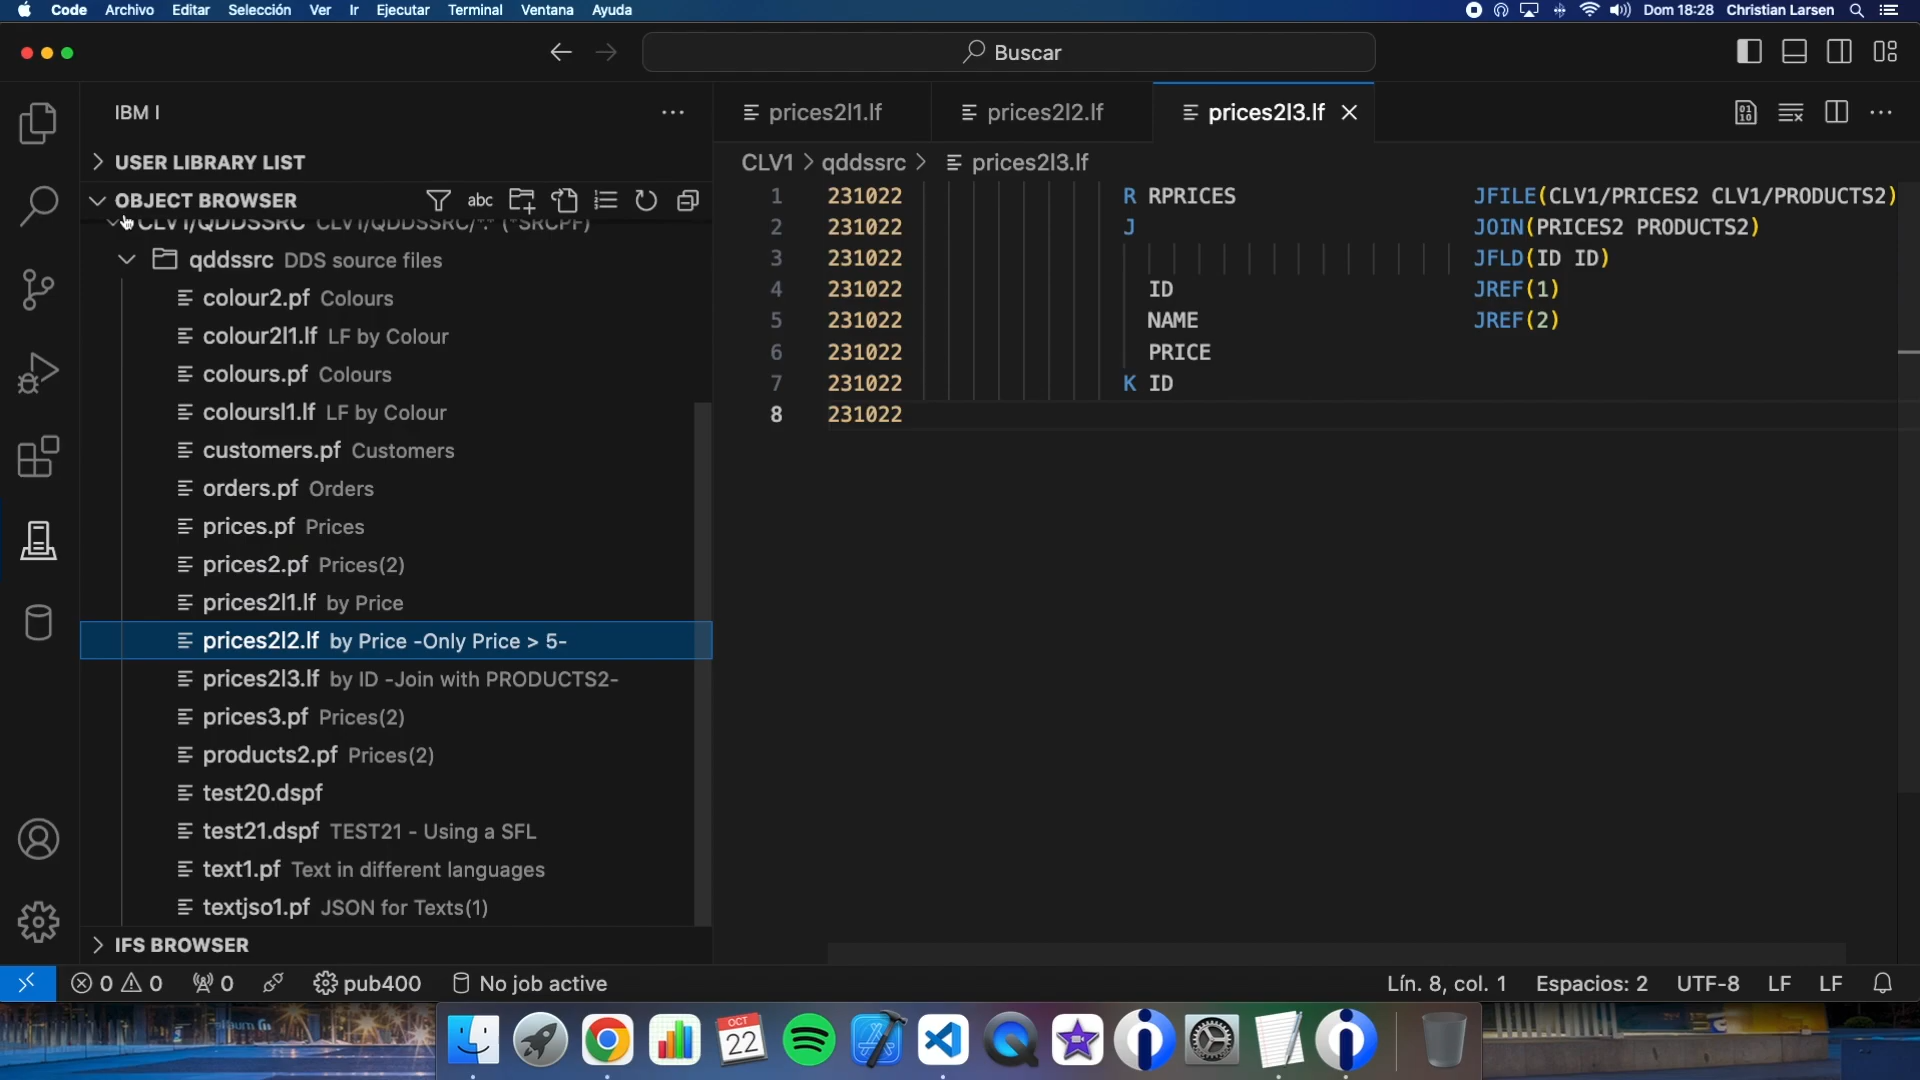 Code Archivo Editar Selección Ver Ir Ejecutar Terminal Ventana Ayuda Dom 18:28 Christian Larsen
Buscar
IBM I
prices2l1.lf prices2l2.lf prices2l3.lf
USER LIBRARY LIST
CLV1 > qddssrc > prices2l3.lf
OBJECT BROWSER abc
CLV1/QDDSSRC CLV1/QDDSSRC/*.* (*SRCPF)
qddssrc DDS source files
colour2.pf Colours
colour2l1.lf LF by Colour
colours.pf Colours
coloursl1.lf LF by Colour
customers.pf Customers
orders.pf Orders
prices.pf Prices
prices2.pf Prices(2)
prices2l1.lf by Price
prices2l2.lf by Price -Only Price > 5-
prices2l3.lf by ID -Join with PRODUCTS2-
prices3.pf Prices(2)
products2.pf Prices(2)
test20.dspf
test21.dspf TEST21 - Using a SFL
text1.pf Text in different languages
textjso1.pf JSON for Texts(1)
IFS BROWSER
1 231022 R RPRICES JFILE(CLV1/PRICES2 CLV1/PRODUCTS2)
2 231022 J JOIN(PRICES2 PRODUCTS2)
3 231022 JFLD(ID ID)
4 231022 ID JREF(1)
5 231022 NAME JREF(2)
6 231022 PRICE
7 231022 K ID
8 231022
0 0 0 pub400 No job active Lín. 8, col. 1 Espacios: 2 UTF-8 LF LF
OCT
22